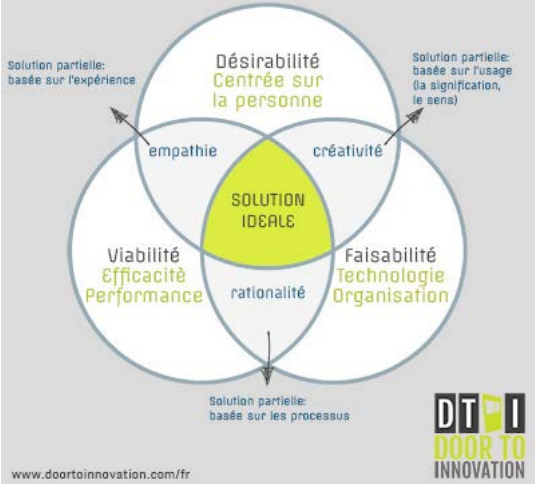 Désirabilité
Centrée sur
la personne
Solution partielle:
basée sur l'expérience
Solution partielle:
basée sur l'usage
(la signification,
le sens)
empathie
créativité
SOLUTION
IDEALE
Viabilité
Efficacitè
Performance
Faisabilité
Technologie
Organisation
rationalité
Solution partielle:
basée sur les processus
DT I
DOOR TO
INNOVATION
www.doortoinnovation.com/fr